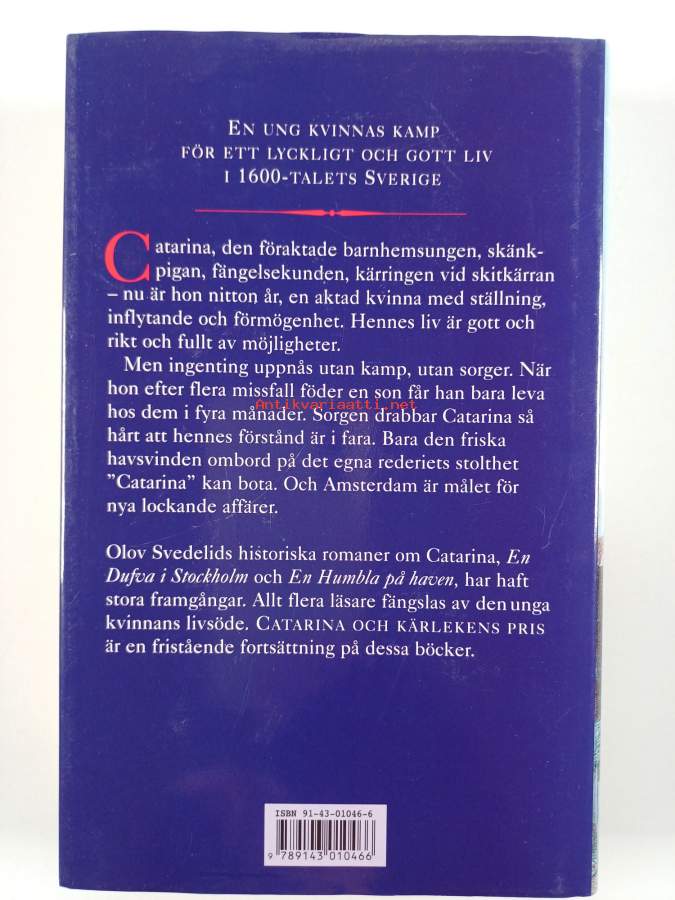 EN UNG KVINNAS KAMP
FÖR ETT LYCKLIGT OCH GOTT LIV
I 1600-TALETS SVERIGE
Catarina, den föraktade barnhemsungen, skänk-
pigan, fängelsekunden, kärringen vid skitkärran
– nu är hon nitton år, en aktad kvinna med ställning,
inflytande och förmögenhet. Hennes liv är gott och
rikt och fullt av möjligheter.
Men ingenting uppnås utan kamp, utan sorger. När
hon efter flera missfall föder en son får han bara leva
hos dem i fyra månader. Sorgen drabbar Catarina så
Antikvariaatti.net
hårt att hennes förstånd är i fara. Bara den friska
havsvinden ombord på det egna rederiets stolthet
”Catarina” kan bota. Och Amsterdam är målet för
nya lockande affärer.
Olov Svedelids historiska romaner om Catarina, En
Dufva i Stockholm och En Humbla på haven, har haft
stora framgångar. Allt flera läsare fängslas av den unga
kvinnans livsöde. CATARINA OCH KÄRLEKENS PRIS
är en fristående fortsättning på dessa böcker.
ISBN 91-43-01046-6
9 789143 010466